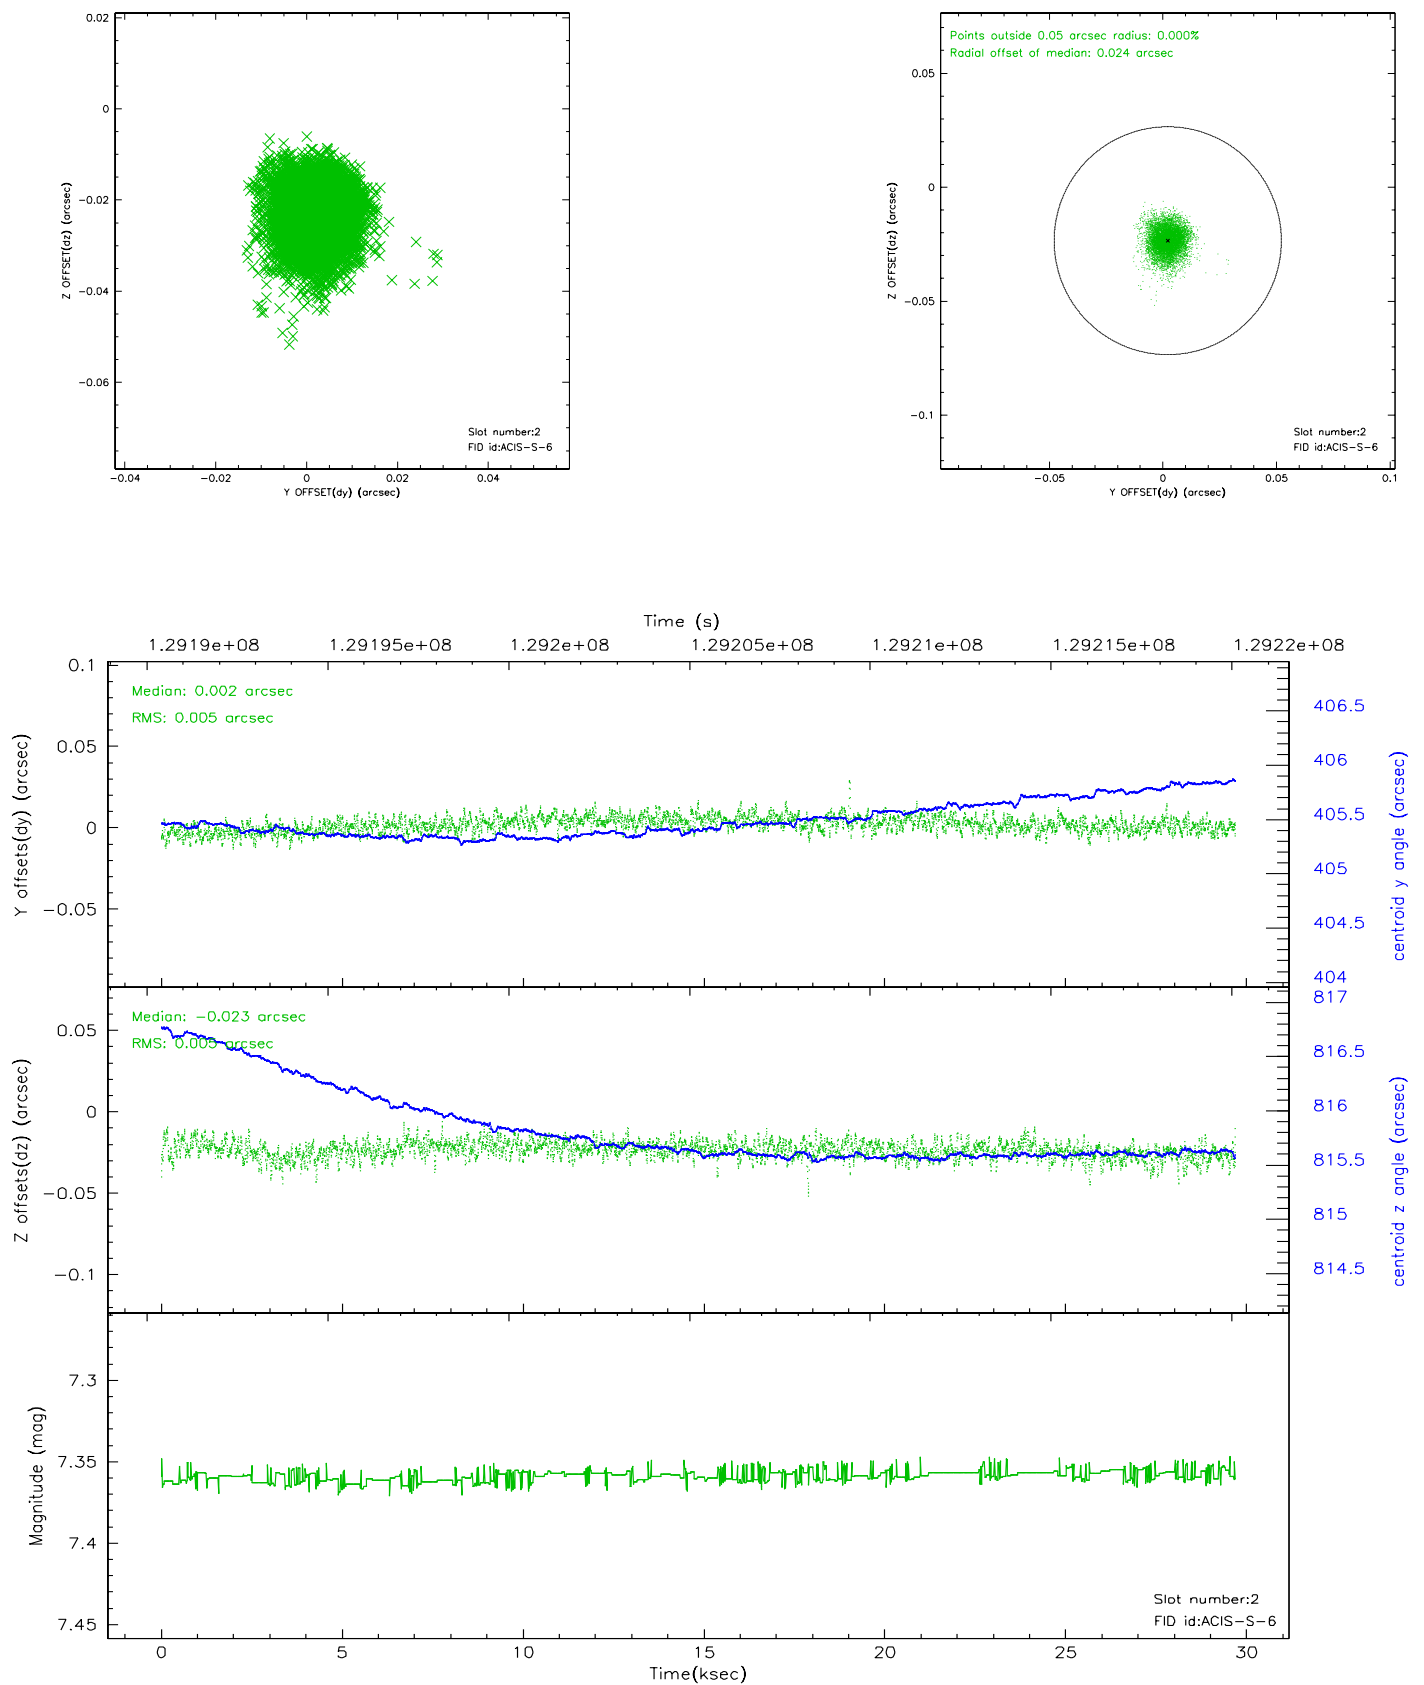 0.02
0
−0.02
−0.04
−0.06
Z OFFSET(dz) (arcsec)
Slot number:2
FID id:ACIS−S−6
−0.04
−0.02
0
0.02
0.04
Y OFFSET(dy) (arcsec)
Points outside 0.05 arcsec radius: 0.000%
Radial offset of median: 0.024 arcsec
0.05
0
−0.05
−0.1
Z OFFSET(dz) (arcsec)
Slot number:2
FID id:ACIS−S−6
−0.05
0
0.05
0.1
Y OFFSET(dy) (arcsec)
Time (s)
1.2919e+08
1.29195e+08
1.292e+08
1.29205e+08
1.2921e+08
1.29215e+08
1.2922e+08
Median: 0.002 arcsec
RMS: 0.005 arcsec
0.1
0.05
0
−0.05
Y offsets(dy) (arcsec)
406.5
406
405.5
405
404.5
404
centroid y angle (arcsec)
Median: −0.023 arcsec
RMS: 0.005 arcsec
0.05
0
−0.05
−0.1
Z offsets(dz) (arcsec)
817
816.5
816
815.5
815
814.5
centroid z angle (arcsec)
7.3
7.35
7.4
7.45
Magnitude (mag)
Slot number:2
FID id:ACIS−S−6
0
5
10
15
20
25
30
Time(ksec)